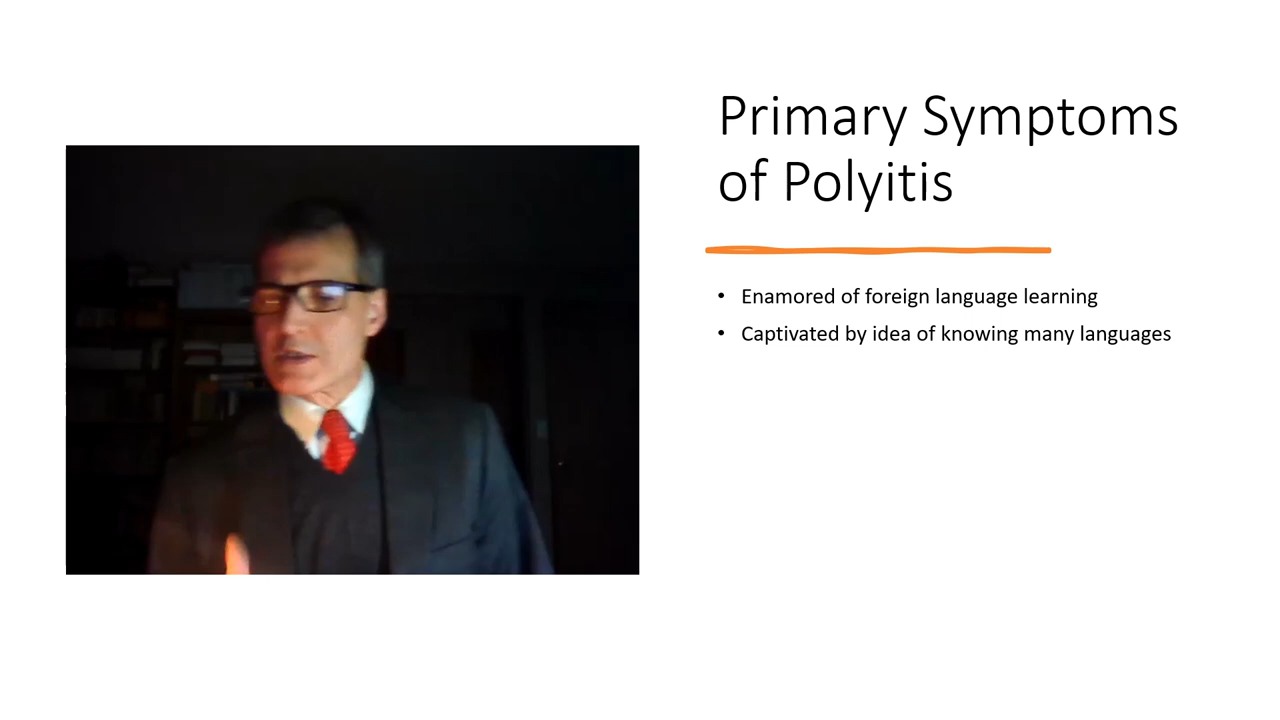 Primary Symptoms
of Polyitis
• Enamored of foreign language learning
• Captivated by idea of knowing many languages